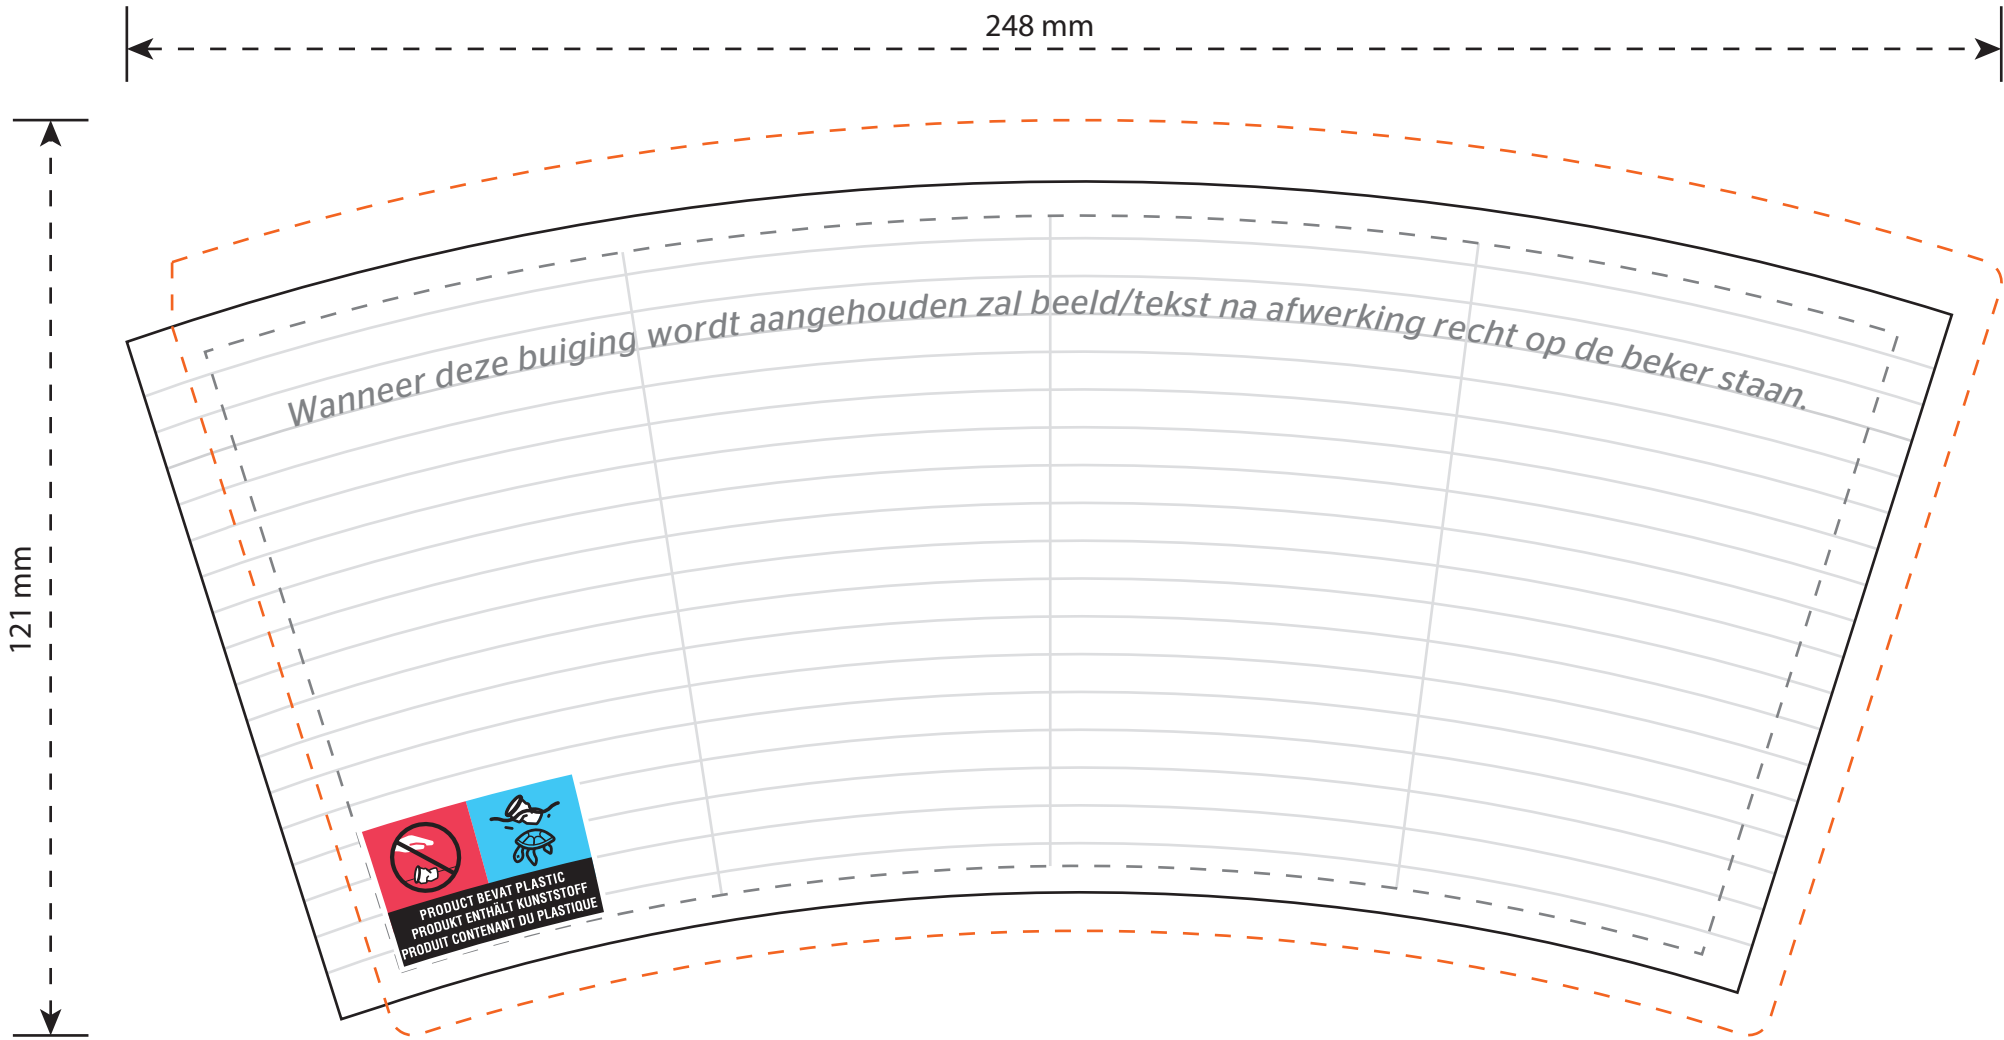 248 mm
121 mm
Wanneer deze buiging wordt aangehouden zal beeld/tekst na afwerking recht op de beker staan.
PRODUCT BEVAT PLASTIC
PRODUKT ENTHÄLT KUNSTSTOFF
PRODUIT CONTENANT DU PLASTIQUE